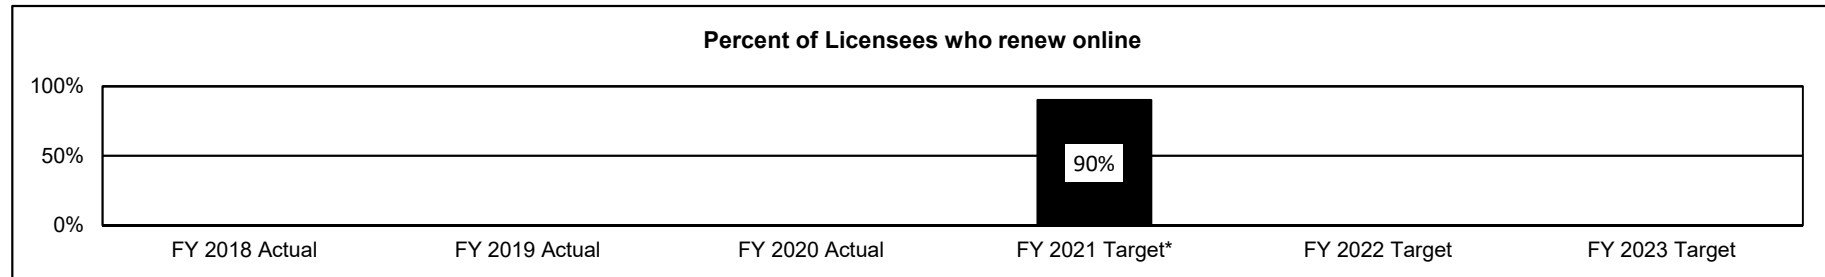 Percent of Licensees who renew online
100%
50%
90%
0%
FY 2018 Actual FY 2019 Actual FY 2020 Actual FY 2021 Target* FY 2022 Target FY 2023 Target